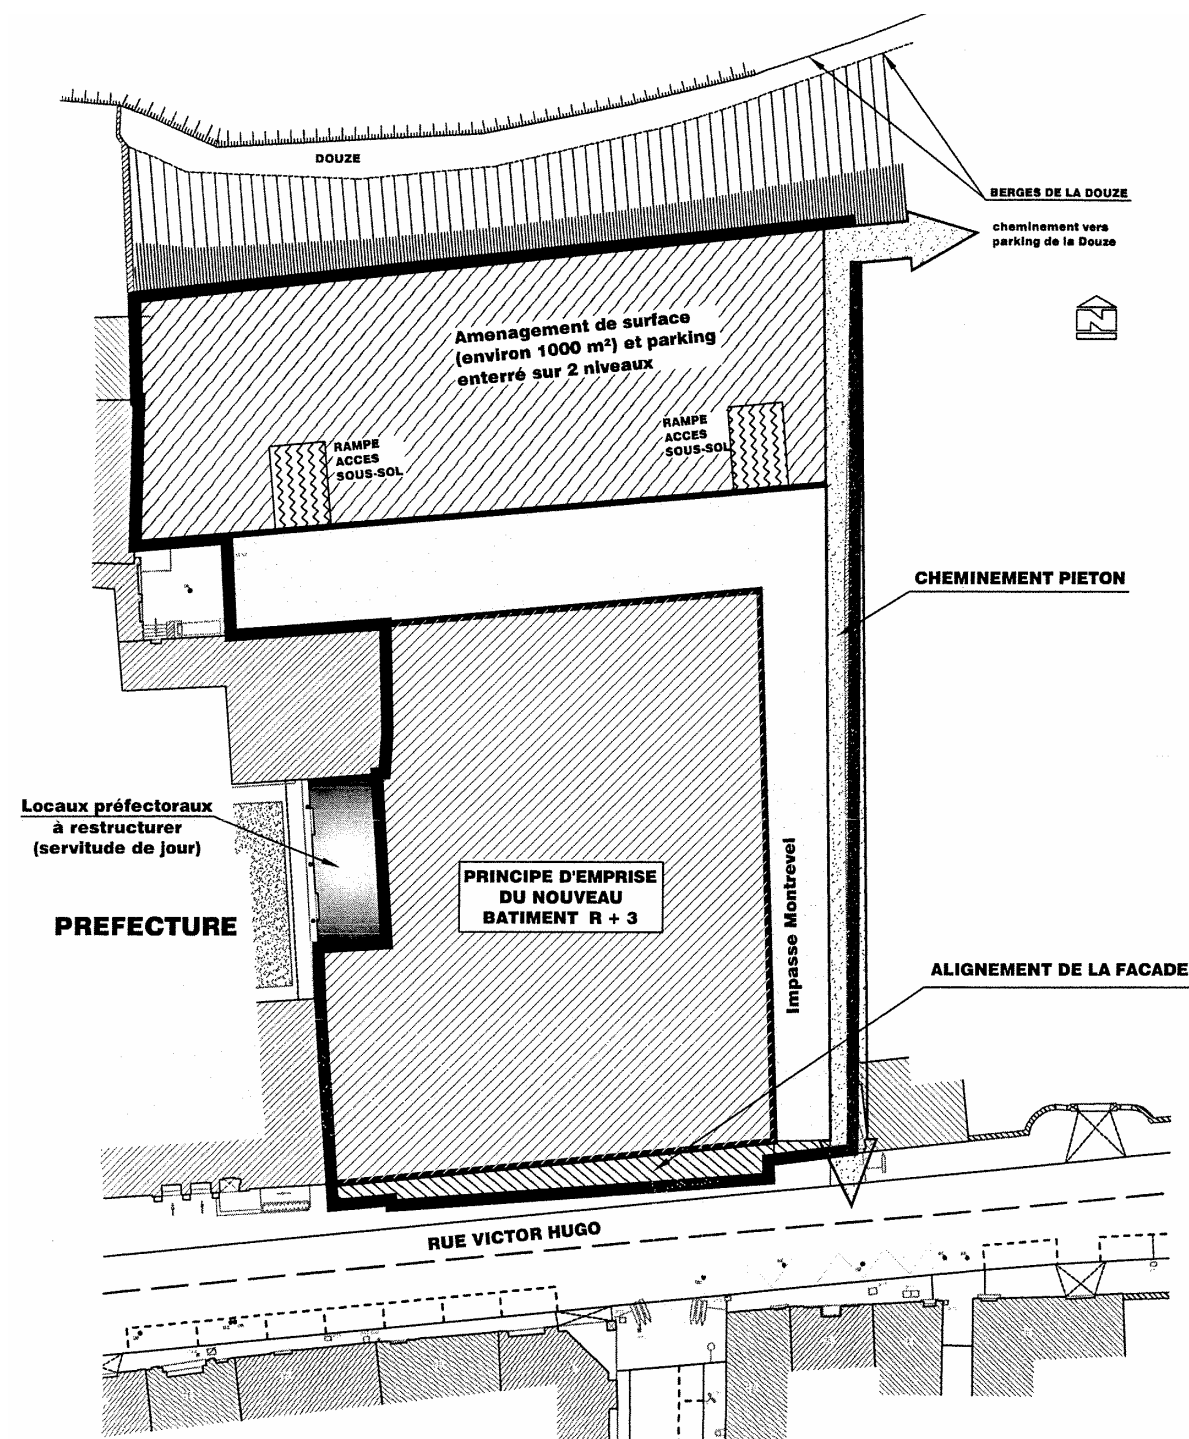 DOUZE
BERGES DE LA DOUZE
cheminement vers
parking de la Douze
N
Amenagement de surface
(environ 1000 m²) et parking
enterré sur 2 niveaux
RAMPE
ACCES
SOUS-SOL
RAMPE
ACCES
SOUS-SOL
CHEMINEMENT PIETON
Locaux préfectoraux
à restructurer
(servitude de jour)
PREFECTURE
PRINCIPE D'EMPRISE
DU NOUVEAU
BATIMENT R + 3
Impasse Montrevel
ALIGNEMENT DE LA FACADE
RUE VICTOR HUGO